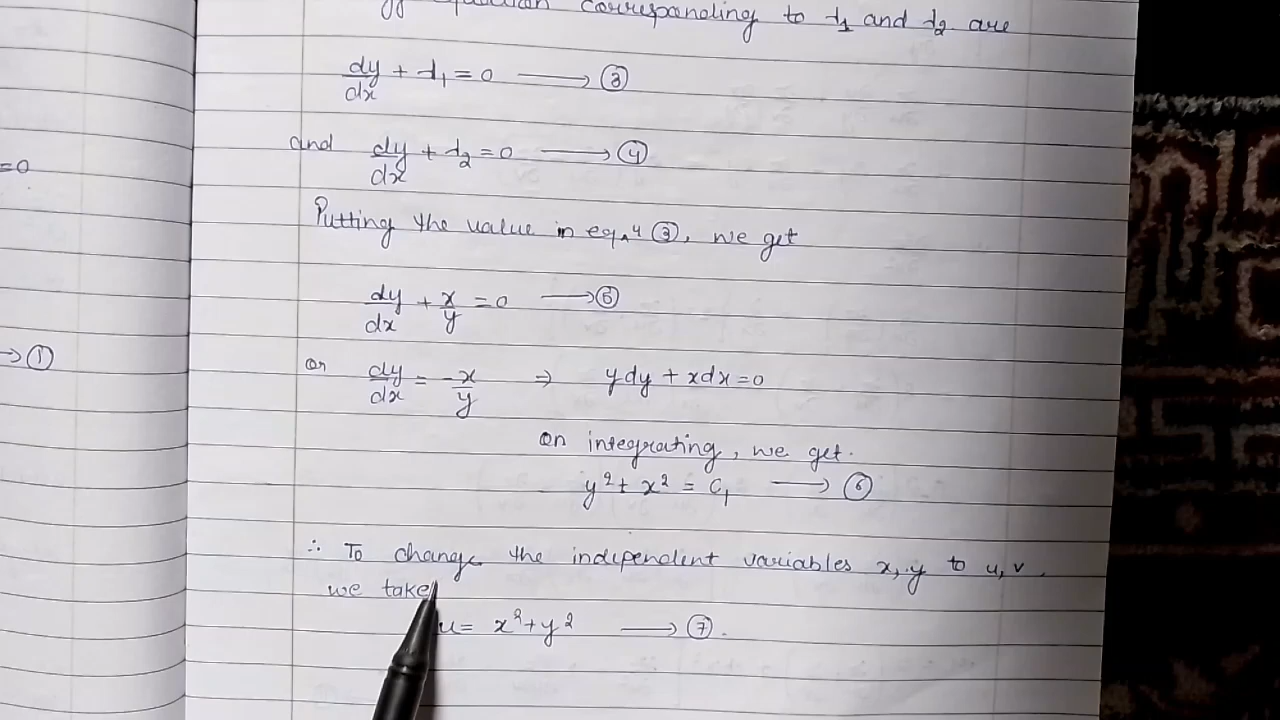 corresponding to λ1 and λ2 are
dy/dx + λ1 = 0 ⟶ ③
=0
and dy/dx + λ2 = 0 ⟶ ④
Putting the value in eqn ③, we get
dy/dx + x/y = 0 ⟶ ⑤
→ ①
or dy/dx = -x/y ⇒ ydy + xdx = 0
on integrating, we get.
y² + x² = C1 ⟶ ⑥
∴ To change the independent variables x, y to u, v.
we take
u = x² + y² ⟶ ⑦.